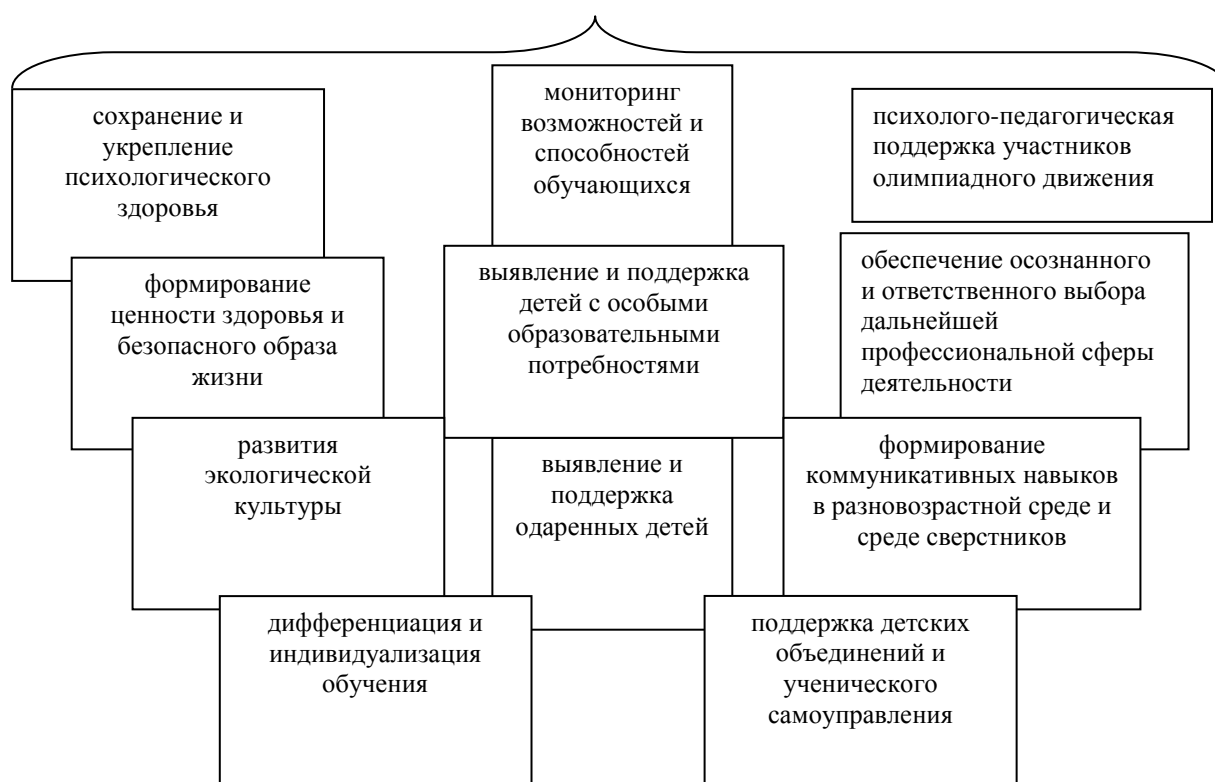 сохранение и
укрепление
психологического
здоровья
мониторинг
возможностей и
способностей
обучающихся
психолого-педагогическая
поддержка участников
олимпиадного движения
формирование
ценности здоровья и
безопасного образа
жизни
выявление и поддержка
детей с особыми
образовательными
потребностями
обеспечение осознанного
и ответственного выбора
дальнейшей
профессиональной сферы
деятельности
развития
экологической
культуры
выявление и
поддержка
одаренных детей
формирование
коммуникативных навыков
в разновозрастной среде и
среде сверстников
дифференциация и
индивидуализация
обучения
поддержка детских
объединений и
ученического
самоуправления